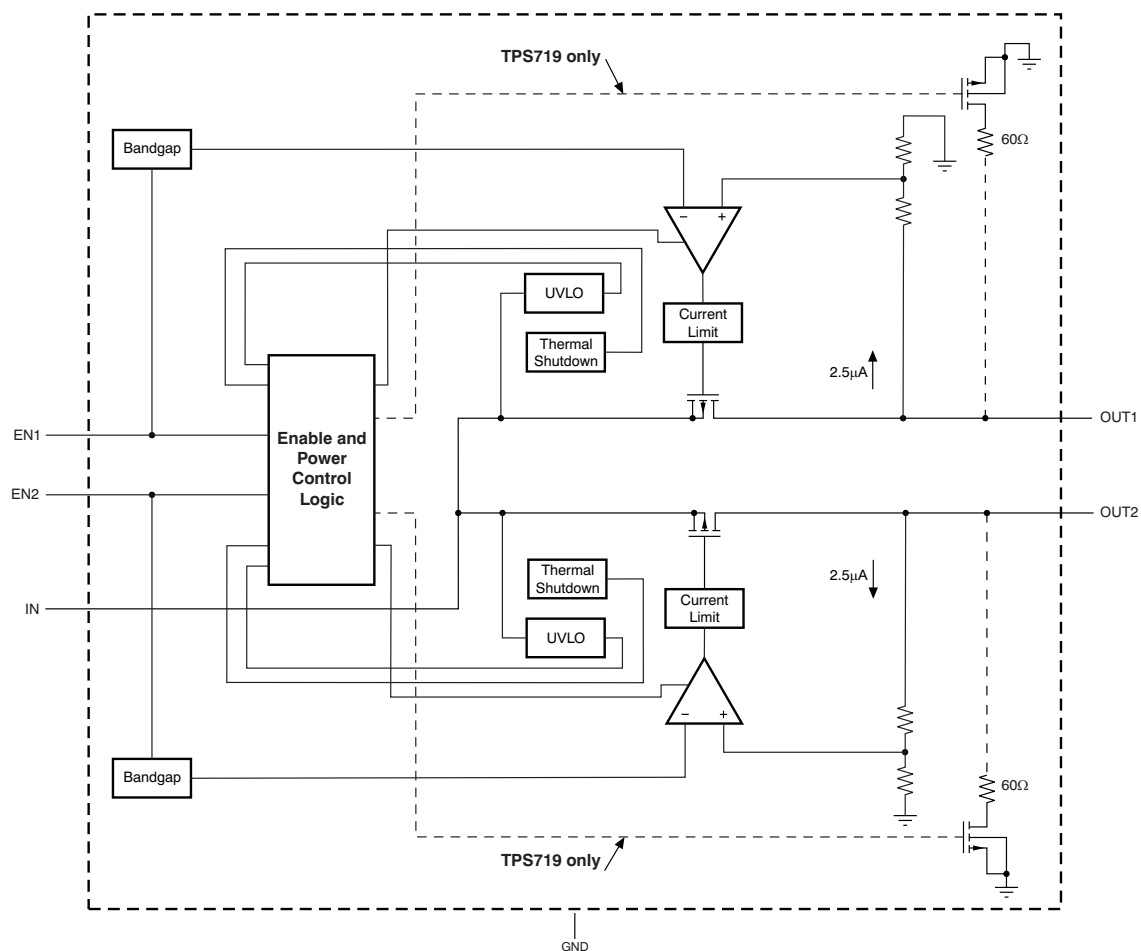 TPS719 only
Bandgap
60Ω
− +
UVLO
Current
Limit
Thermal
Shutdown
2.5μA
OUT1
EN1
Enable and
Power
Control
Logic
EN2
OUT2
Thermal
Shutdown
2.5μA
Current
Limit
IN
UVLO
− +
Bandgap
60Ω
TPS719 only
GND